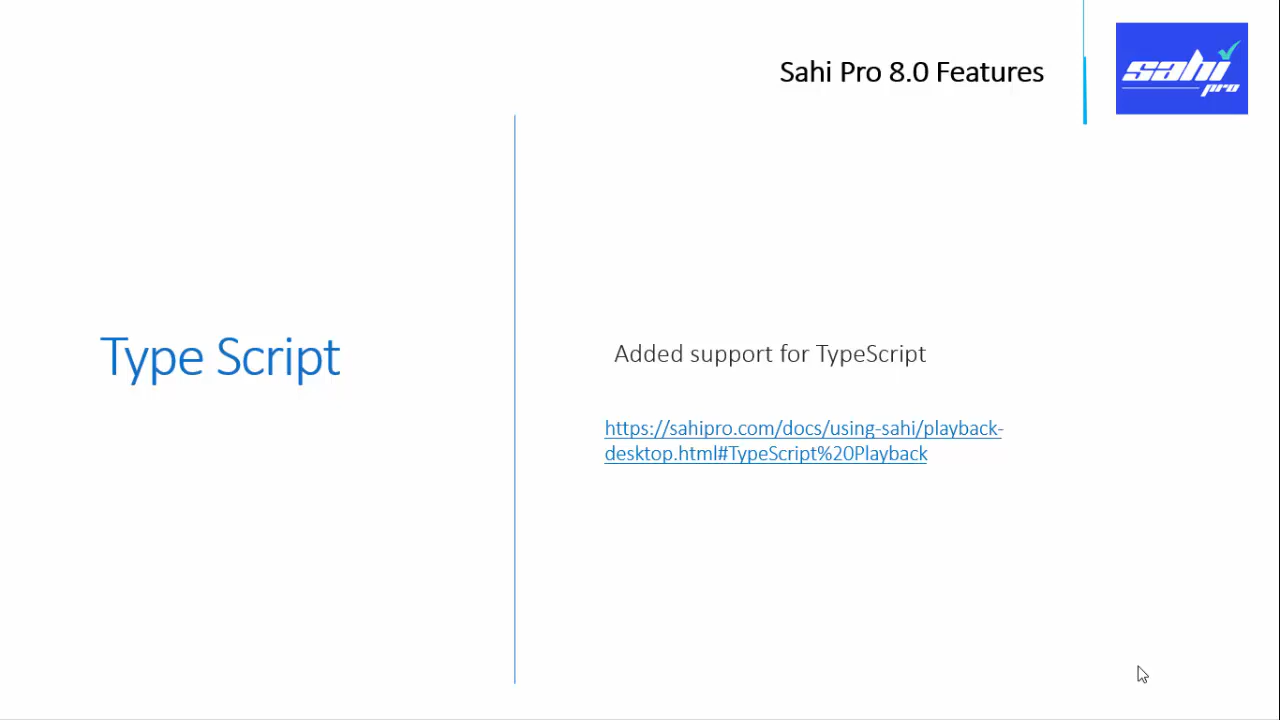 Sahi Pro 8.0 Features
sahi
pro
Type Script
Added support for TypeScript
https://sahipro.com/docs/using-sahi/playback-
desktop.html#TypeScript%20Playback